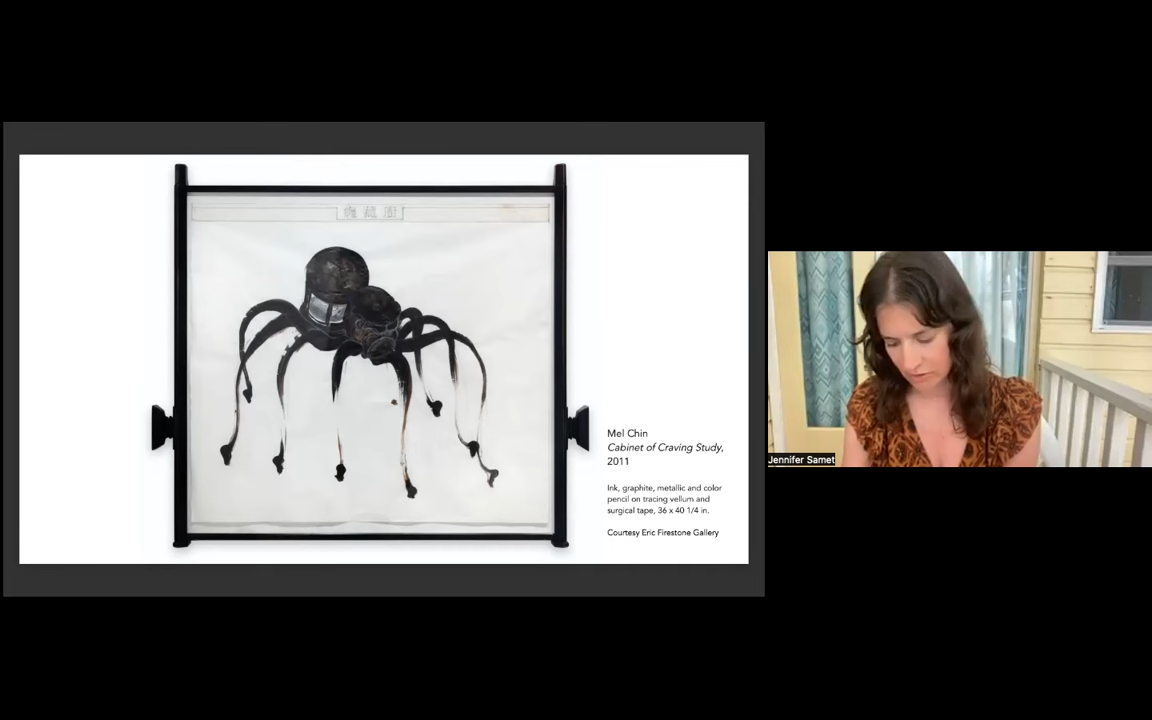 Mel Chin
Cabinet of Craving Study,
2011
Ink, graphite, metallic and color
pencil on tracing vellum and
surgical tape, 36 x 40 1/4 in.
Courtesy Eric Firestone Gallery
Jennifer Samet